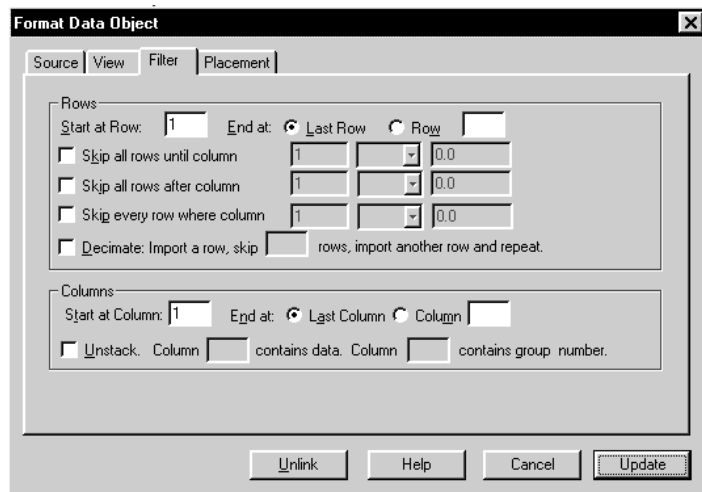 Format Data Object
Source View Filter Placement
Rows
Start at Row: 1 End at: Last Row Row
Skip all rows until column 1 0.0
Skip all rows after column 1 0.0
Skip every row where column 1 0.0
Decimate: Import a row, skip rows, import another row and repeat.
Columns
Start at Column: 1 End at: Last Column Column
Unstack. Column contains data. Column contains group number.
Unlink Help Cancel Update